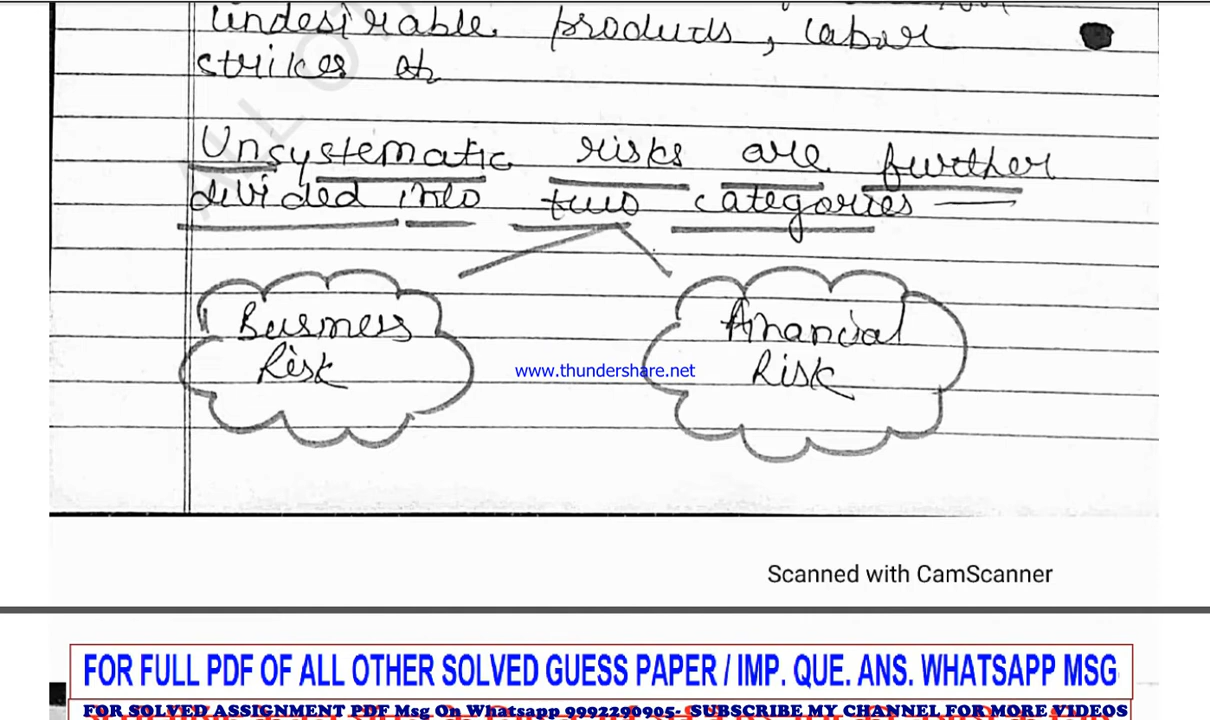 undesirable products, labour
strikes etc
Unsystematic risks are further
divided into two categories
Business
Risk
Financial
Risk
www.thundershare.net
Scanned with CamScanner
FOR FULL PDF OF ALL OTHER SOLVED GUESS PAPER / IMP. QUE. ANS. WHATSAPP MSG
FOR SOLVED ASSIGNMENT PDF Msg On Whatsapp 9992290905- SUBSCRIBE MY CHANNEL FOR MORE VIDEOS